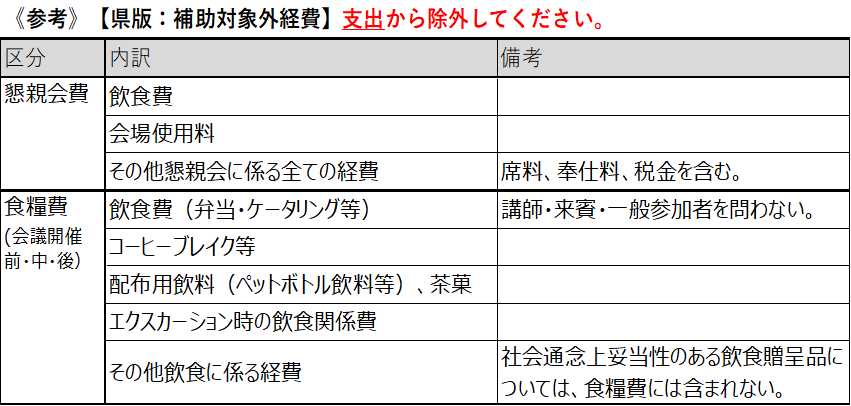 《参考》【県版：補助対象外経費】支出から除外してください。
区分 内訳 備考
懇親会費 飲食費
会場使用料
その他懇親会に係る全ての経費 席料、奉仕料、税金を含む。
食糧費 飲食費（弁当・ケータリング等） 講師・来賓・一般参加者を問わない。
(会議開催
前・中・後）
コーヒーブレイク等
配布用飲料（ペットボトル飲料等）、茶菓
エクスカーション時の飲食関係費
その他飲食に係る経費
社会通念上妥当性のある飲食贈呈品に
ついては、食糧費には含まれない。